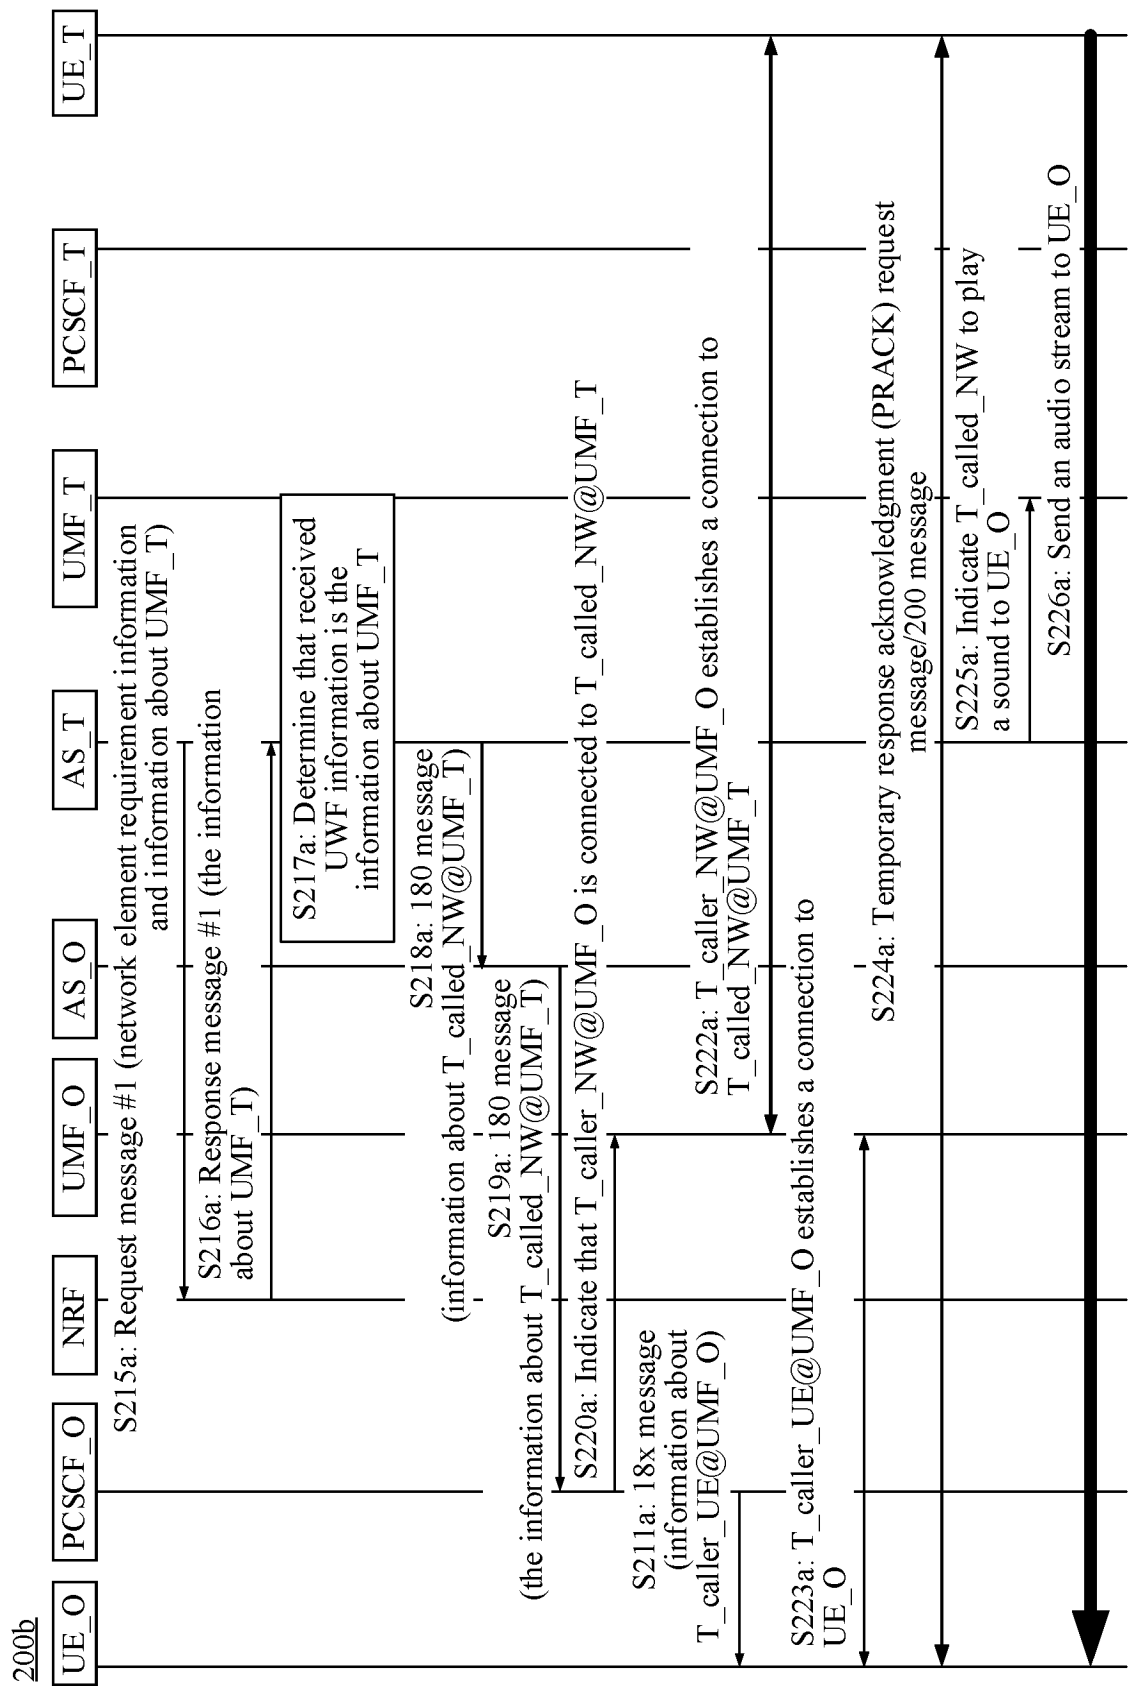 200b
UE_O
PCSCF_O
NRF
UMF_O
AS_O
AS_T
UMF_T
PCSCF_T
UE_T
S215a: Request message #1 (network element requirement information
and information about UMF_T)
S216a: Response message #1 (the information
about UMF_T)
S217a: Determine that received
UWF information is the
information about UMF_T
S218a: 180 message
(information about T_called_NW@UMF_T)
S219a: 180 message
(the information about T_called_NW@UMF_T)
S220a: Indicate that T_caller_NW@UMF_O is connected to T_called_NW@UMF_T
S211a: 18x message
(information about
T_caller_UE@UMF_O)
S222a: T_caller_NW@UMF_O establishes a connection to
T_called_NW@UMF_T
S223a: T_caller_UE@UMF_O establishes a connection to
UE_O
S224a: Temporary response acknowledgment (PRACK) request
message/200 message
S225a: Indicate T_called_NW to play
a sound to UE_O
S226a: Send an audio stream to UE_O